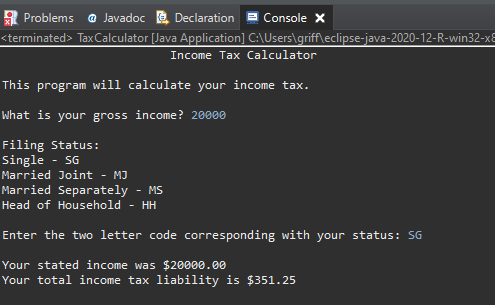 Problems Javadoc Declaration Console
<terminated> TaxCalculator [Java Application] C:\Users\griff\eclipse-java-2020-12-R-win32-x8
Income Tax Calculator
This program will calculate your income tax.
What is your gross income? 20000
Filing Status:
Single - SG
Married Joint - MJ
Married Separately - MS
Head of Household - HH
Enter the two letter code corresponding with your status: SG
Your stated income was $20000.00
Your total income tax liability is $351.25